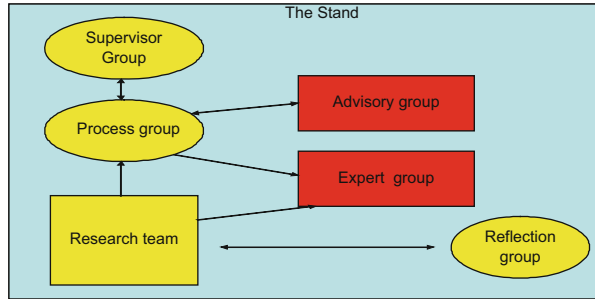 The Stand
Supervisor
Group
Process group
Advisory group
Expert group
Research team
Reflection
group